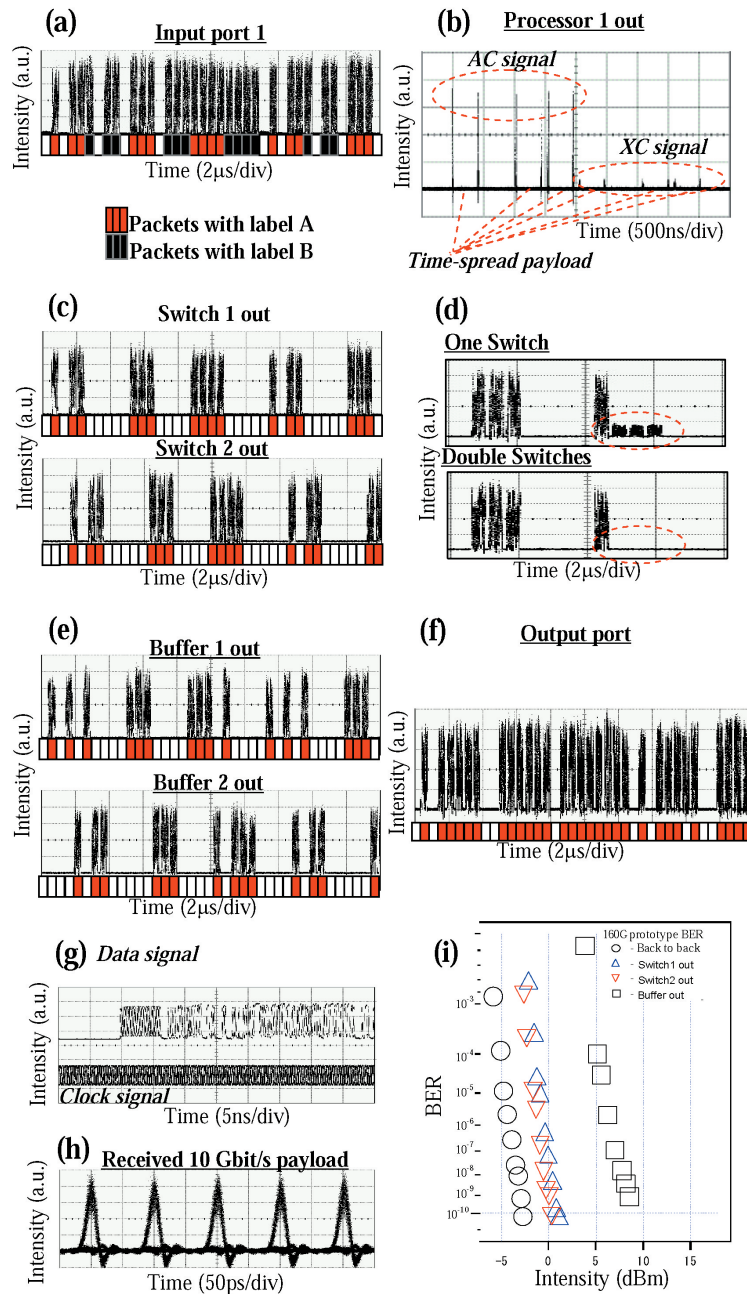 (a)
Input port 1
Intensity (a.u.)
Time (2μs/div)
Packets with label A
Packets with label B
(b)
Processor 1 out
Intensity (a.u.)
AC signal
XC signal
Time-spread payload
Time (500ns/div)
(c)
Switch 1 out
Intensity (a.u.)
Switch 2 out
Intensity (a.u.)
Time (2μs/div)
(d)
One Switch
Intensity (a.u.)
Double Switches
Time (2μs/div)
(e)
Buffer 1 out
Intensity (a.u.)
Buffer 2 out
Intensity (a.u.)
Time (2μs/div)
(f)
Output port
Intensity (a.u.)
Time (2μs/div)
(g)
Data signal
Intensity (a.u.)
Clock signal
Time (5ns/div)
(h)
Received 10 Gbit/s payload
Intensity (a.u.)
Time (50ps/div)
(i)
160G prototype BER
- Back to back
- Switch1 out
- Switch2 out
- Buffer out
BER
10-3
10-4
10-5
10-6
10-7
10-8
10-9
10-10
-5 0 5 10 15
Intensity (dBm)